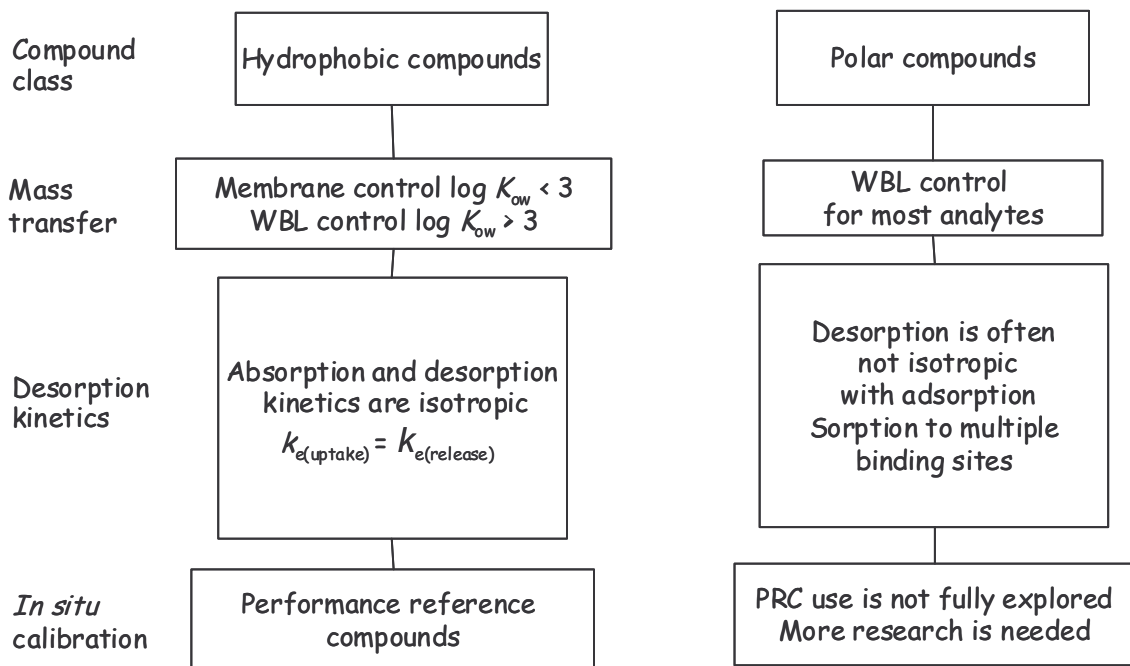 Compound
class
Hydrophobic compounds
Polar compounds
Mass
transfer
Membrane control log Kow < 3
WBL control log Kow > 3
WBL control
for most analytes
Desorption
kinetics
Absorption and desorption
kinetics are isotropic
ke(uptake) = ke(release)
Desorption is often
not isotropic
with adsorption
Sorption to multiple
binding sites
In situ
calibration
Performance reference
compounds
PRC use is not fully explored
More research is needed